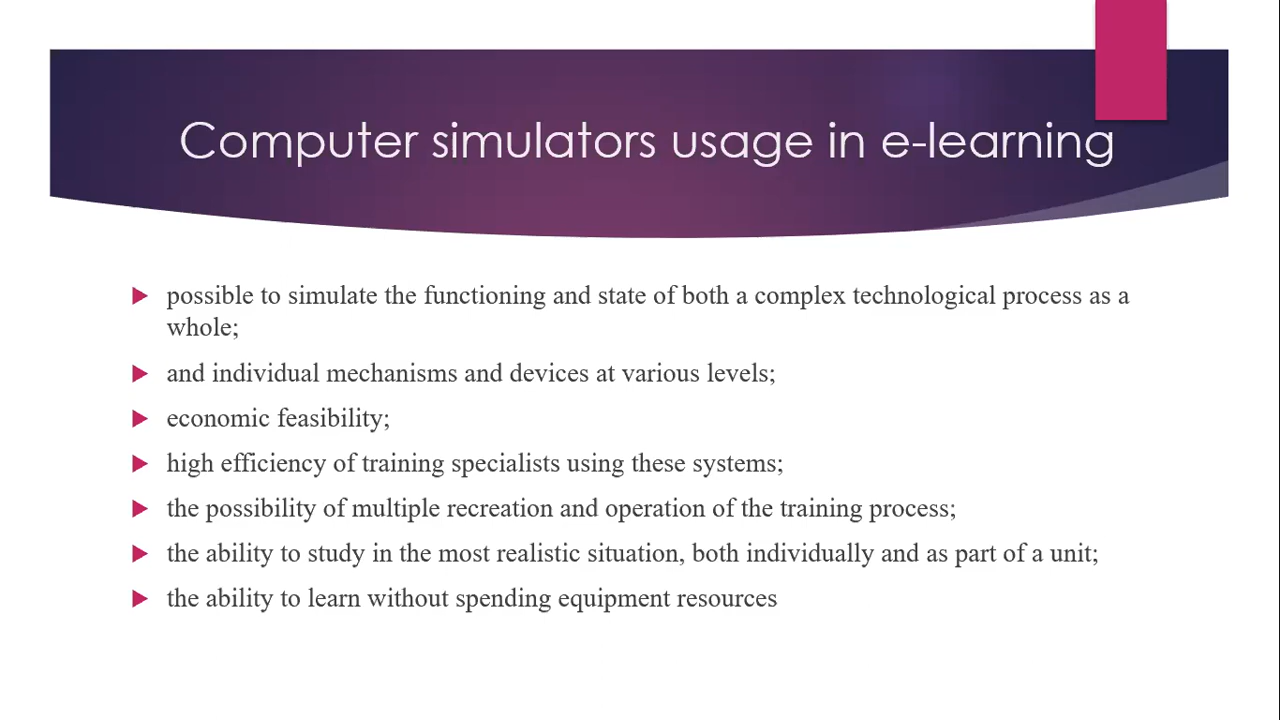 Computer simulators usage in e-learning
possible to simulate the functioning and state of both a complex technological process as a
whole;
and individual mechanisms and devices at various levels;
economic feasibility;
high efficiency of training specialists using these systems;
the possibility of multiple recreation and operation of the training process;
the ability to study in the most realistic situation, both individually and as part of a unit;
the ability to learn without spending equipment resources